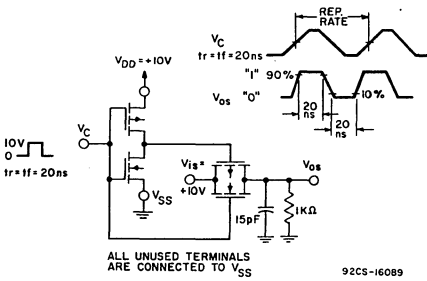 REP.
RATE
VC
tr = tf = 20ns
"1"
90%
Vos
"0"
10%
20
ns
20
ns
VDD = +10V
VC
10V
0
tr = tf = 20ns
VSS
Vis =
+10V
Vos
15pF
1KΩ
ALL UNUSED TERMINALS
ARE CONNECTED TO VSS
92CS-16089